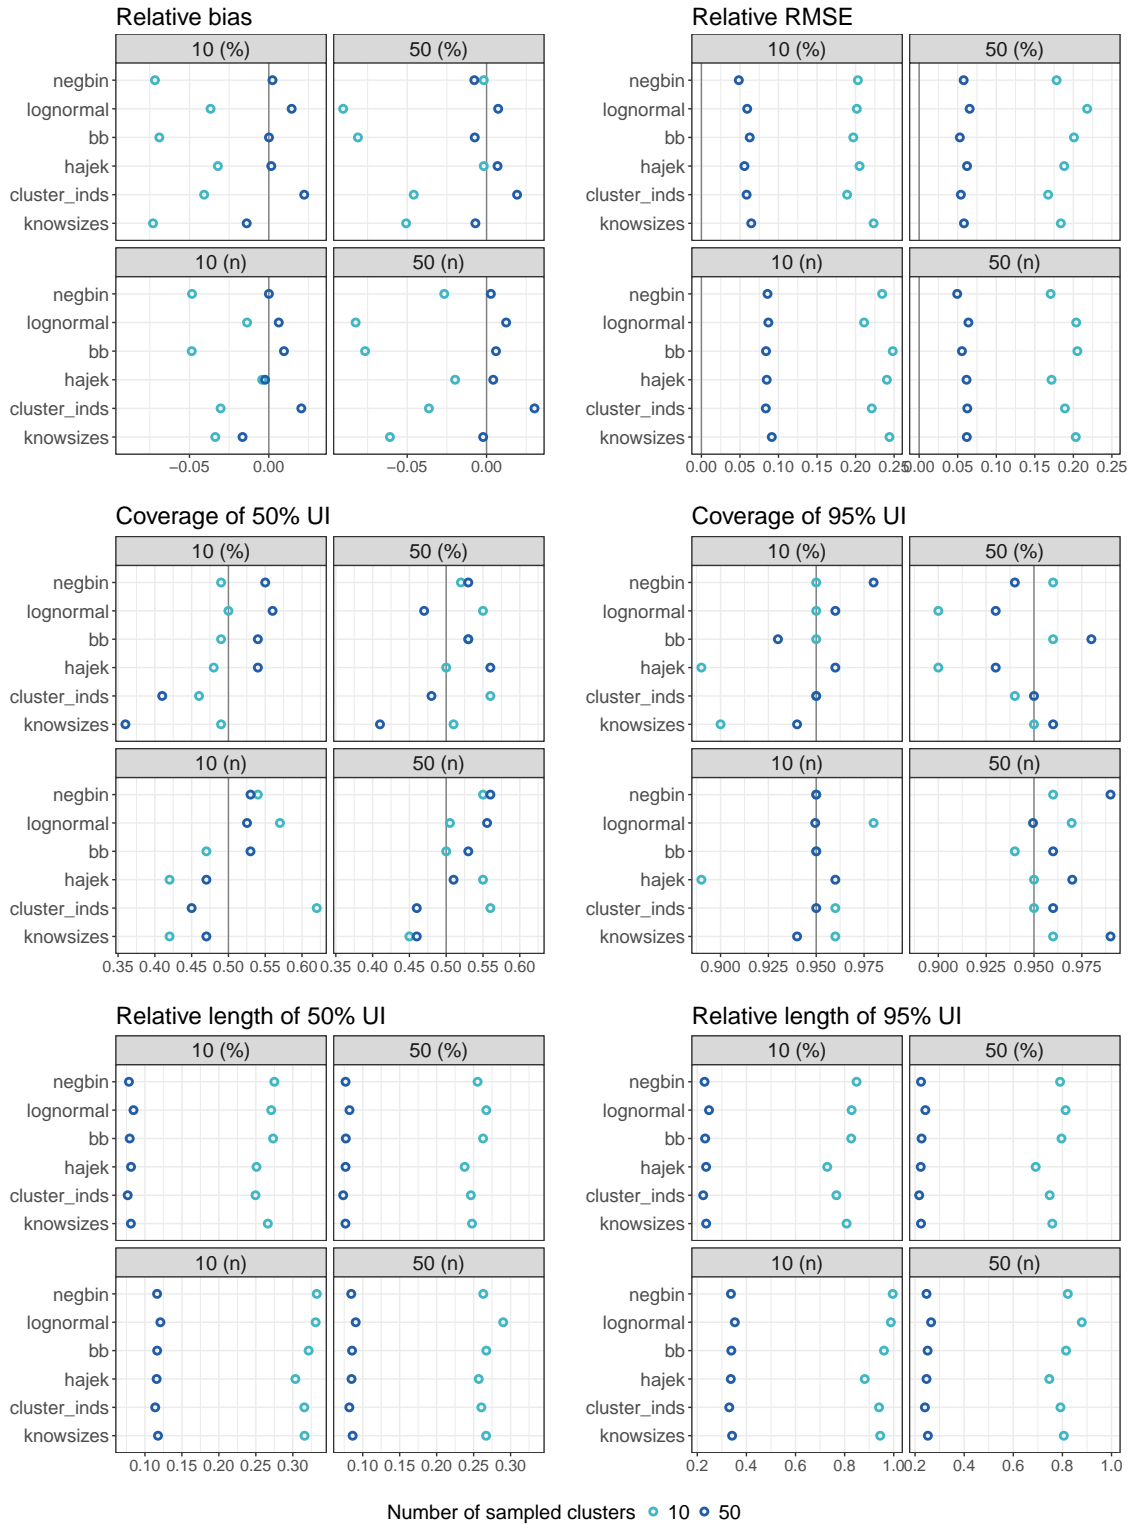 Relative bias
10 (%) 50 (%)
negbin
lognormal
bb
hajek
cluster_inds
knowsizes
10 (n) 50 (n)
negbin
lognormal
bb
hajek
cluster_inds
knowsizes
−0.05 0.00 −0.05 0.00
Relative RMSE
10 (%) 50 (%)
negbin
lognormal
bb
hajek
cluster_inds
knowsizes
10 (n) 50 (n)
negbin
lognormal
bb
hajek
cluster_inds
knowsizes
0.00 0.05 0.10 0.15 0.20 0.25 0.00 0.05 0.10 0.15 0.20 0.25
Coverage of 50% UI
10 (%) 50 (%)
negbin
lognormal
bb
hajek
cluster_inds
knowsizes
10 (n) 50 (n)
negbin
lognormal
bb
hajek
cluster_inds
knowsizes
0.35 0.40 0.45 0.50 0.55 0.60 0.35 0.40 0.45 0.50 0.55 0.60
Coverage of 95% UI
10 (%) 50 (%)
negbin
lognormal
bb
hajek
cluster_inds
knowsizes
10 (n) 50 (n)
negbin
lognormal
bb
hajek
cluster_inds
knowsizes
0.900 0.925 0.950 0.975 0.900 0.925 0.950 0.975
Relative length of 50% UI
10 (%) 50 (%)
negbin
lognormal
bb
hajek
cluster_inds
knowsizes
10 (n) 50 (n)
negbin
lognormal
bb
hajek
cluster_inds
knowsizes
0.10 0.15 0.20 0.25 0.30 0.10 0.15 0.20 0.25 0.30
Relative length of 95% UI
10 (%) 50 (%)
negbin
lognormal
bb
hajek
cluster_inds
knowsizes
10 (n) 50 (n)
negbin
lognormal
bb
hajek
cluster_inds
knowsizes
0.2 0.4 0.6 0.8 1.0 0.2 0.4 0.6 0.8 1.0
Number of sampled clusters 10 50